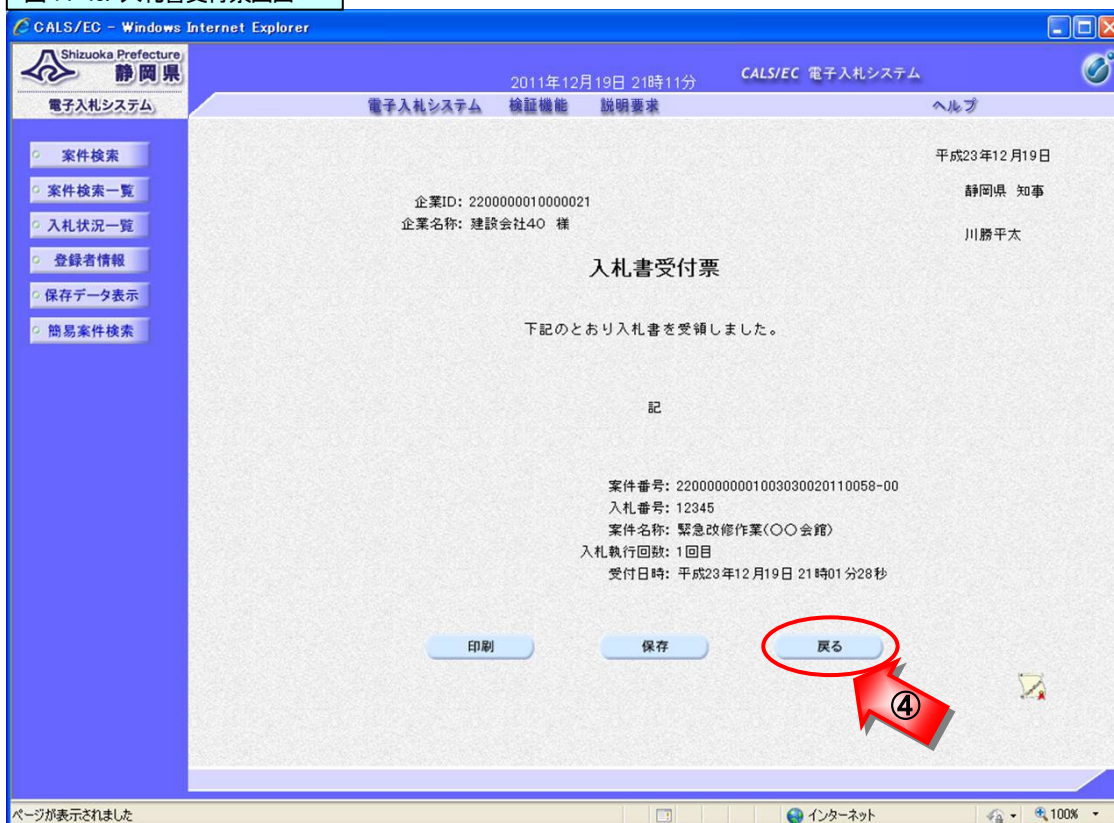 CALS/EC - Windows Internet Explorer
Shizuoka Prefecture
静岡県
2011年12月19日 21時11分
CALS/EC 電子入札システム
電子入札システム
電子入札システム 検証機能 説明要求 ヘルプ
案件検索
案件検索一覧
入札状況一覧
登録者情報
保存データ表示
簡易案件検索
平成23年12月19日
静岡県 知事
企業ID: 2200000010000021
企業名称: 建設会社40 様
川勝平太
入札書受付票
下記のとおり入札書を受領しました。
記
案件番号: 2200000000100303002011​0058-00
入札番号: 12345
案件名称: 緊急改修作業(○○会館)
入札執行回数: 1回目
受付日時: 平成23年12月19日 21時01分28秒
印刷
保存
戻る
④
ページが表示されました
インターネット
100%